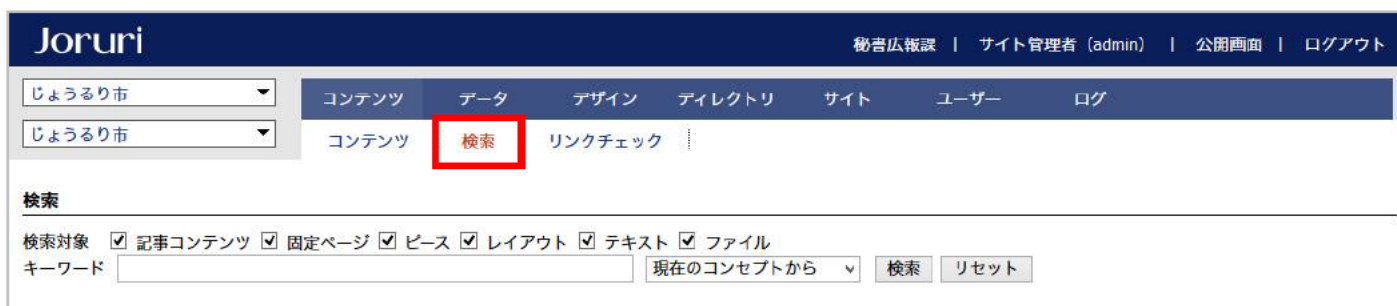 Joruri
秘書広報課 | サイト管理者 (admin) | 公開画面 | ログアウト
じょうるり市
コンテンツ データ デザイン ディレクトリ サイト ユーザー ログ
じょうるり市
コンテンツ 検索 リンクチェック
検索
検索対象 記事コンテンツ 固定ページ ピース レイアウト テキスト ファイル
キーワード 現在のコンセプトから 検索 リセット